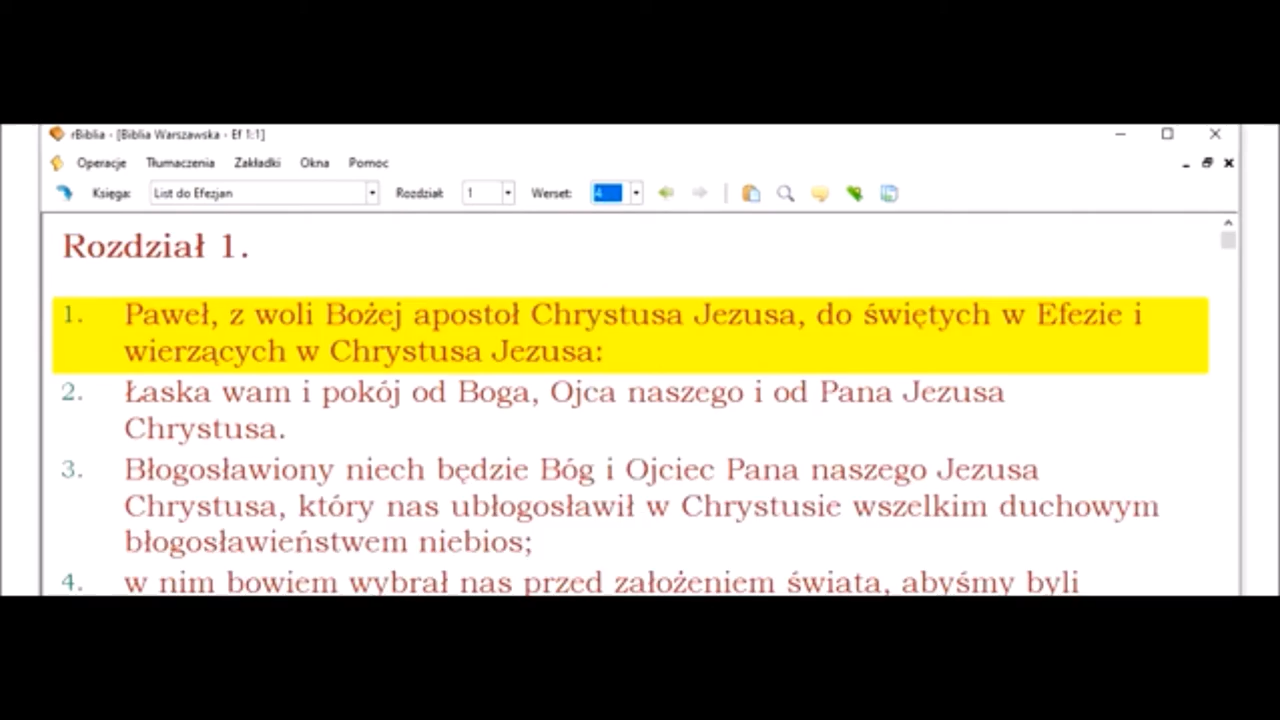 rBiblia - [Biblia Warszawska - Ef 1:1]
Operacje Tłumaczenia Zakładki Okna Pomoc
Księga: List do Efezjan Rozdział: 1 Werset: 4
Rozdział 1.
1. Paweł, z woli Bożej apostoł Chrystusa Jezusa, do świętych w Efezie i
wierzących w Chrystusa Jezusa:
2. Łaska wam i pokój od Boga, Ojca naszego i od Pana Jezusa
Chrystusa.
3. Błogosławiony niech będzie Bóg i Ojciec Pana naszego Jezusa
Chrystusa, który nas ubłogosławił w Chrystusie wszelkim duchowym
błogosławieństwem niebios;
4. w nim bowiem wybrał nas przed założeniem świata, abyśmy byli